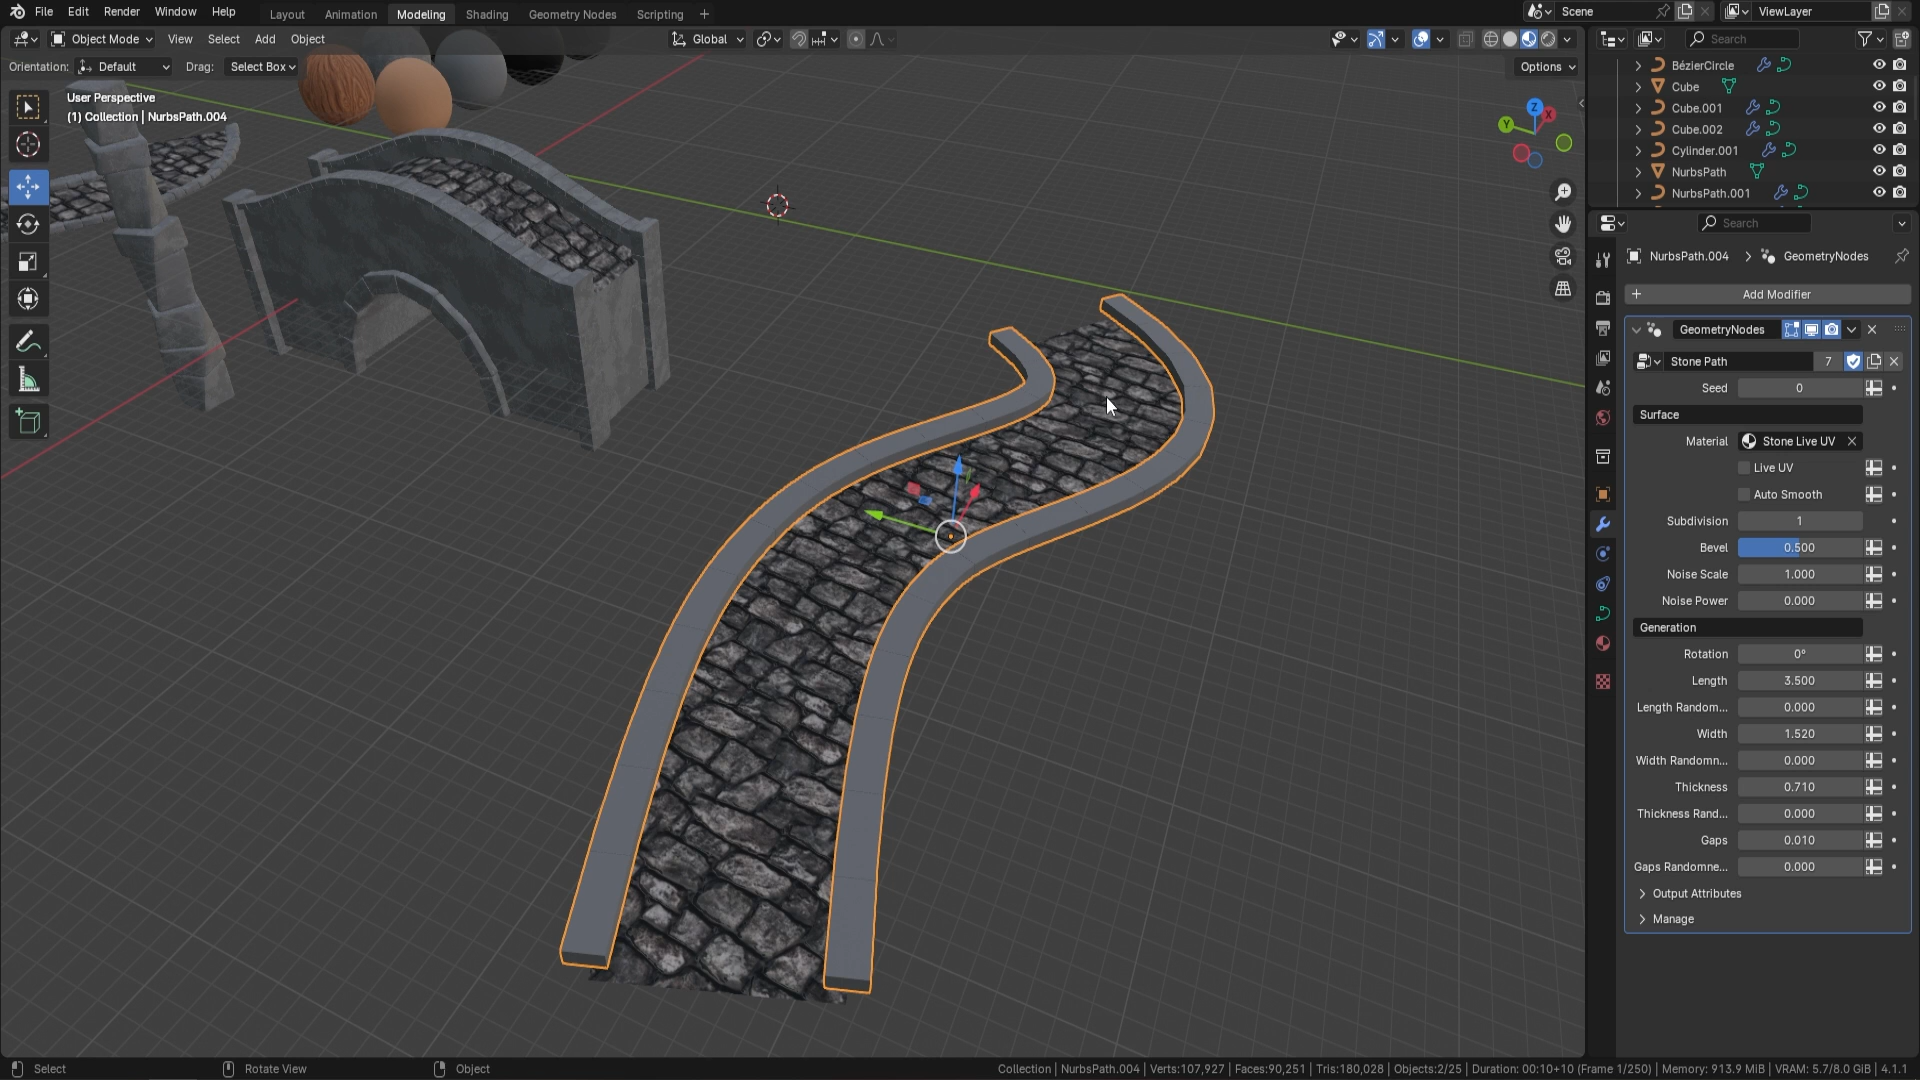 File Edit Render Window Help Layout Animation Modeling Shading Geometry Nodes Scripting + Scene ViewLayer
Object Mode View Select Add Object Global Search
Orientation: Default Drag: Select Box Options
User Perspective
(1) Collection | NurbsPath.004
Z
X
Y
BézierCircle
Cube
Cube.001
Cube.002
Cylinder.001
NurbsPath
NurbsPath.001
Search
NurbsPath.004 > GeometryNodes
+ Add Modifier
GeometryNodes
Stone Path 7
Seed 0
Surface
Material Stone Live UV
Live UV
Auto Smooth
Subdivision 1
Bevel 0.500
Noise Scale 1.000
Noise Power 0.000
Generation
Rotation 0°
Length 3.500
Length Random... 0.000
Width 1.520
Width Randomn... 0.000
Thickness 0.710
Thickness Rand... 0.000
Gaps 0.010
Gaps Randomne... 0.000
Output Attributes
Manage
Select Rotate View Object Collection | NurbsPath.004 | Verts:107,927 | Faces:90,251 | Tris:180,028 | Objects:2/25 | Duration: 00:10+10 (Frame 1/250) | Memory: 913.9 MiB | VRAM: 5.7/8.0 GiB | 4.1.1